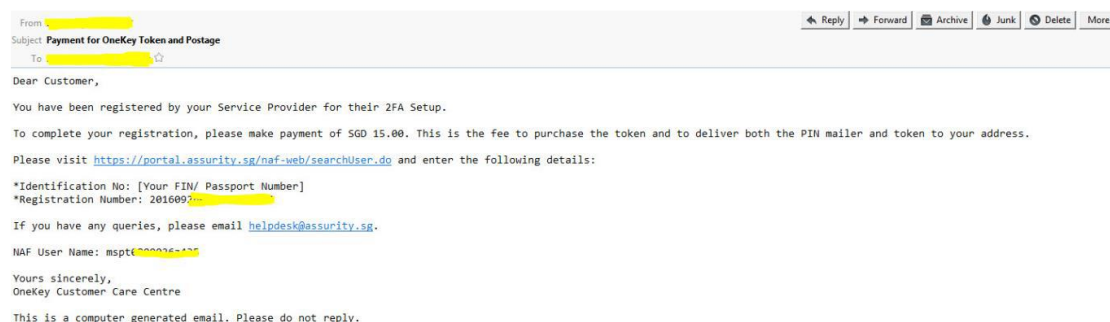 From
Reply Forward Archive Junk Delete More
Subject Payment for OneKey Token and Postage
To
Dear Customer,
You have been registered by your Service Provider for their 2FA Setup.
To complete your registration, please make payment of SGD 15.00. This is the fee to purchase the token and to deliver both the PIN mailer and token to your address.
Please visit https://portal.assurity.sg/naf-web/searchUser.do and enter the following details:
*Identification No: [Your FIN/ Passport Number]
*Registration Number: 201609
If you have any queries, please email helpdesk@assurity.sg.
NAF User Name:
Yours sincerely,
OneKey Customer Care Centre
This is a computer generated email. Please do not reply.